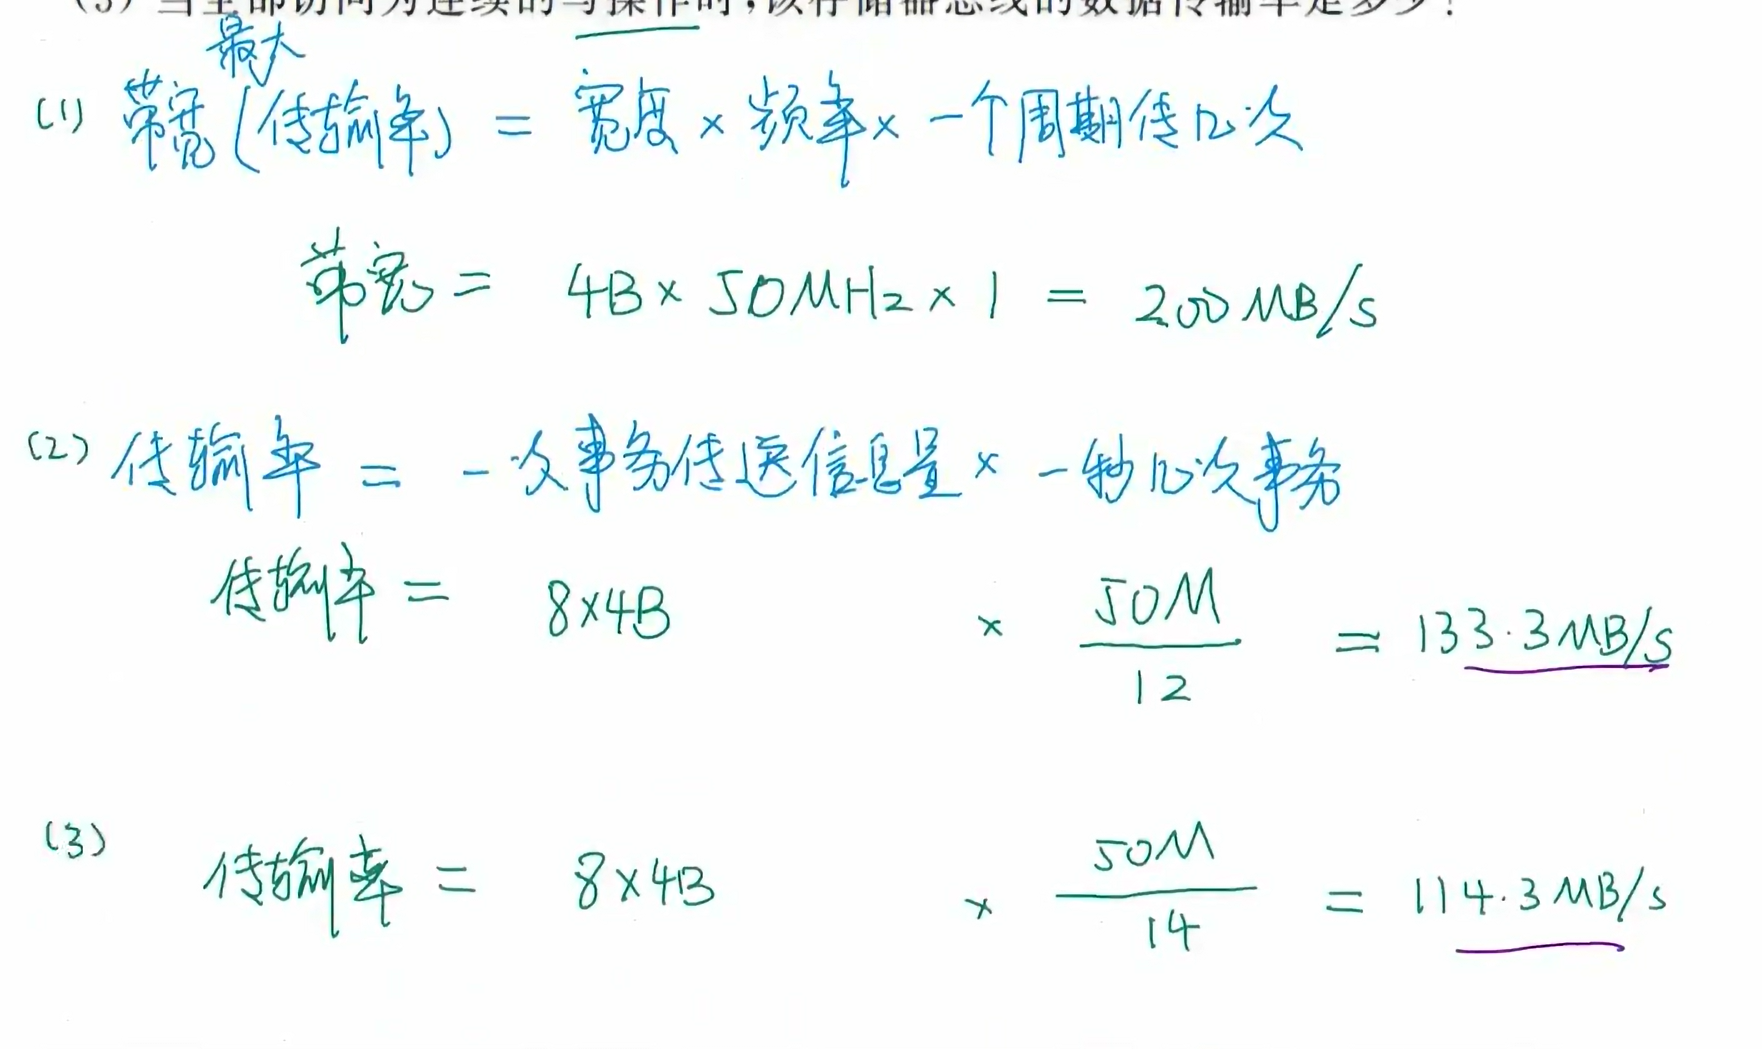 (3) 当全部访问为连续的写操作时,该存储器总线的数据传输率是多少?
最大
(1) 带宽(传输率) = 宽度 × 频率 × 一个周期传几次
带宽 = 4B × 50MHz × 1 = 200MB/s
(2) 传输率 = 一次事务传送信息量 × 一秒几次事务
传输率 = 8×4B × 50M/12 = 133.3MB/s
(3) 传输率 = 8×4B × 50M/14 = 114.3MB/s